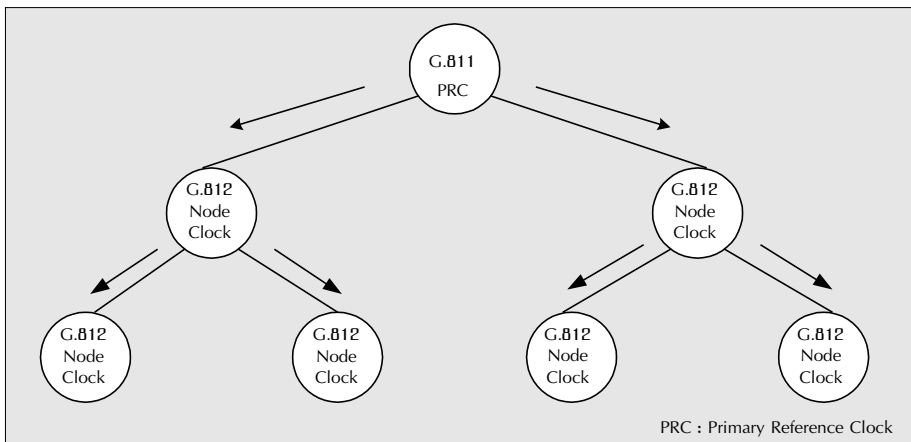 G.811
PRC
G.812
Node
Clock
G.812
Node
Clock
G.812
Node
Clock
G.812
Node
Clock
G.812
Node
Clock
G.812
Node
Clock
PRC : Primary Reference Clock